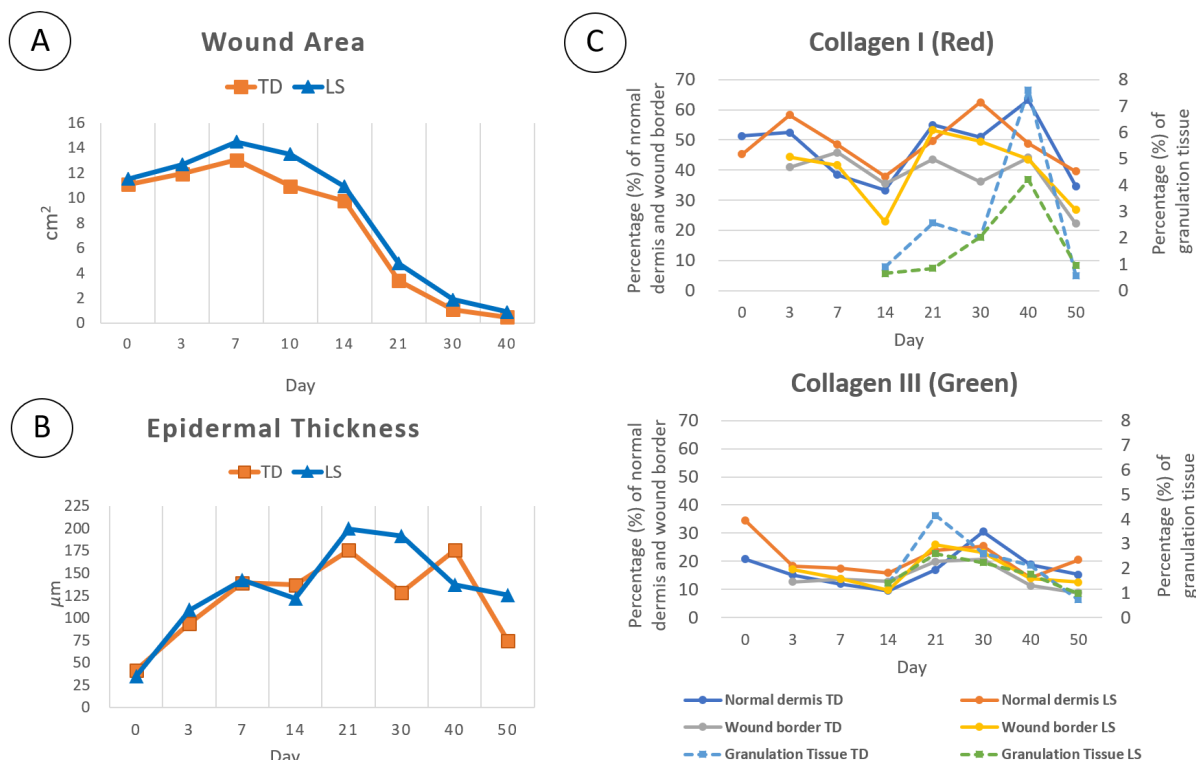 A
Wound Area
TD LS
16
14
12
10
8
6
4
2
0
cm2
0 3 7 10 14 21 30 40
Day
B
Epidermal Thickness
TD LS
225
200
175
150
125
100
75
50
25
0
µm
0 3 7 14 21 30 40 50
Day
C
Collagen I (Red)
Percentage (%) of nromal
dermis and wound border
70
60
50
40
30
20
10
0
8
7
6
5
4
3
2
1
0
Percentage (%) of
granulation tissue
0 3 7 14 21 30 40 50
Day
Collagen III (Green)
Percentage (%) of normal
dermis and wound border
70
60
50
40
30
20
10
0
8
7
6
5
4
3
2
1
0
Percentage (%) of
granulation tissue
0 3 7 14 21 30 40 50
Day
Normal dermis TD Normal dermis LS
Wound border TD Wound border LS
Granulation Tissue TD Granulation Tissue LS